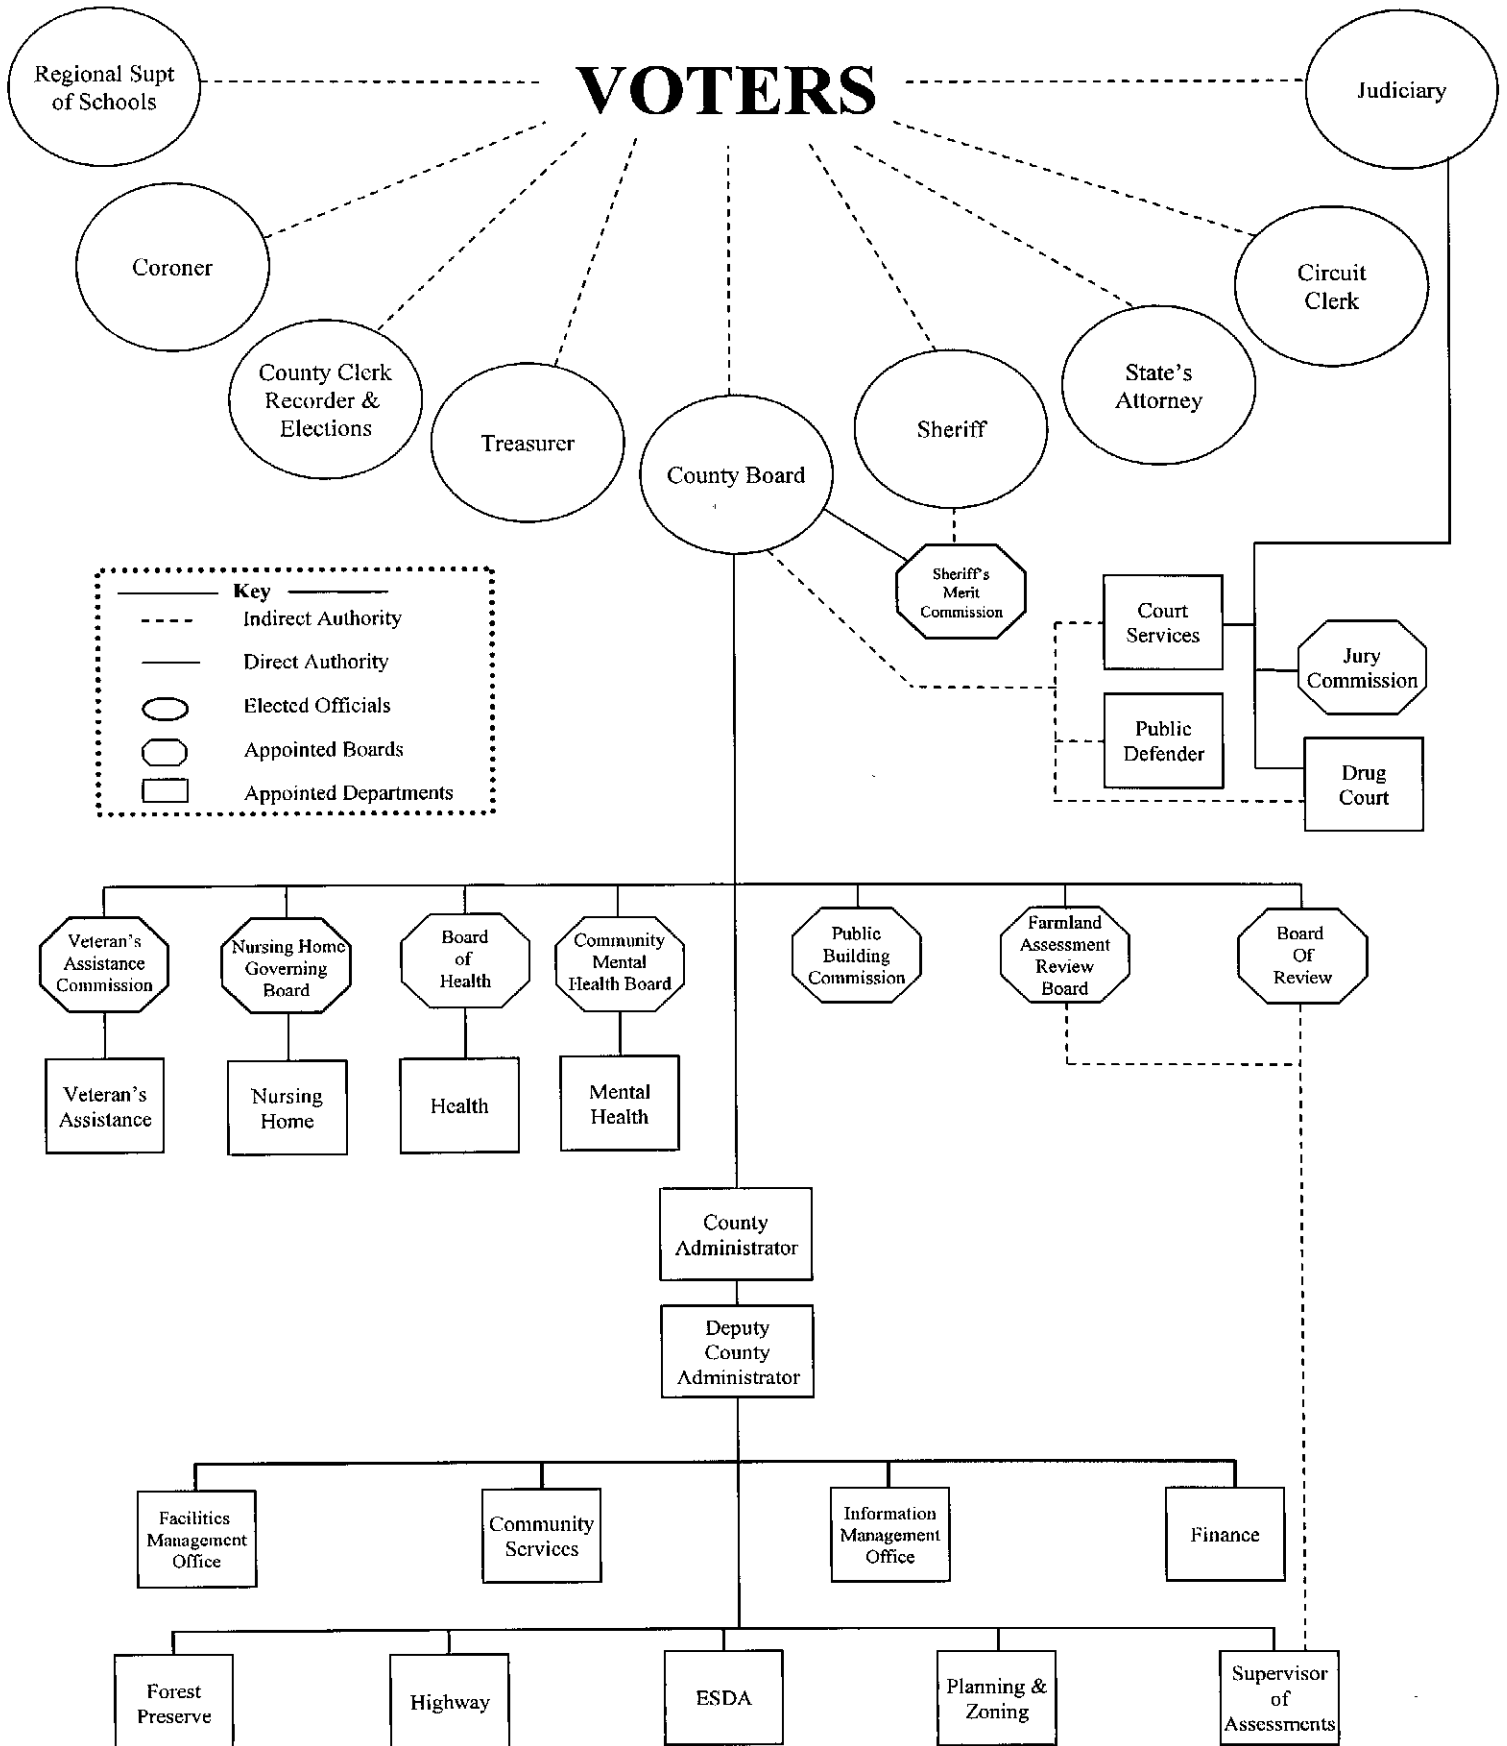 VOTERS
Regional Supt
of Schools
Judiciary
Coroner
Circuit
Clerk
County Clerk
Recorder &
Elections
Treasurer
County Board
Sheriff
State's
Attorney
Sheriff's
Merit
Commission
Key
Indirect Authority
Direct Authority
Elected Officials
Appointed Boards
Appointed Departments
Court
Services
Jury
Commission
Public
Defender
Drug
Court
Veteran's
Assistance
Commission
Nursing Home
Governing
Board
Board
of
Health
Community
Mental
Health Board
Public
Building
Commission
Farmland
Assessment
Review
Board
Board
Of
Review
Veteran's
Assistance
Nursing
Home
Health
Mental
Health
County
Administrator
Deputy
County
Administrator
Facilities
Management
Office
Community
Services
Information
Management
Office
Finance
Forest
Preserve
Highway
ESDA
Planning &
Zoning
Supervisor
of
Assessments